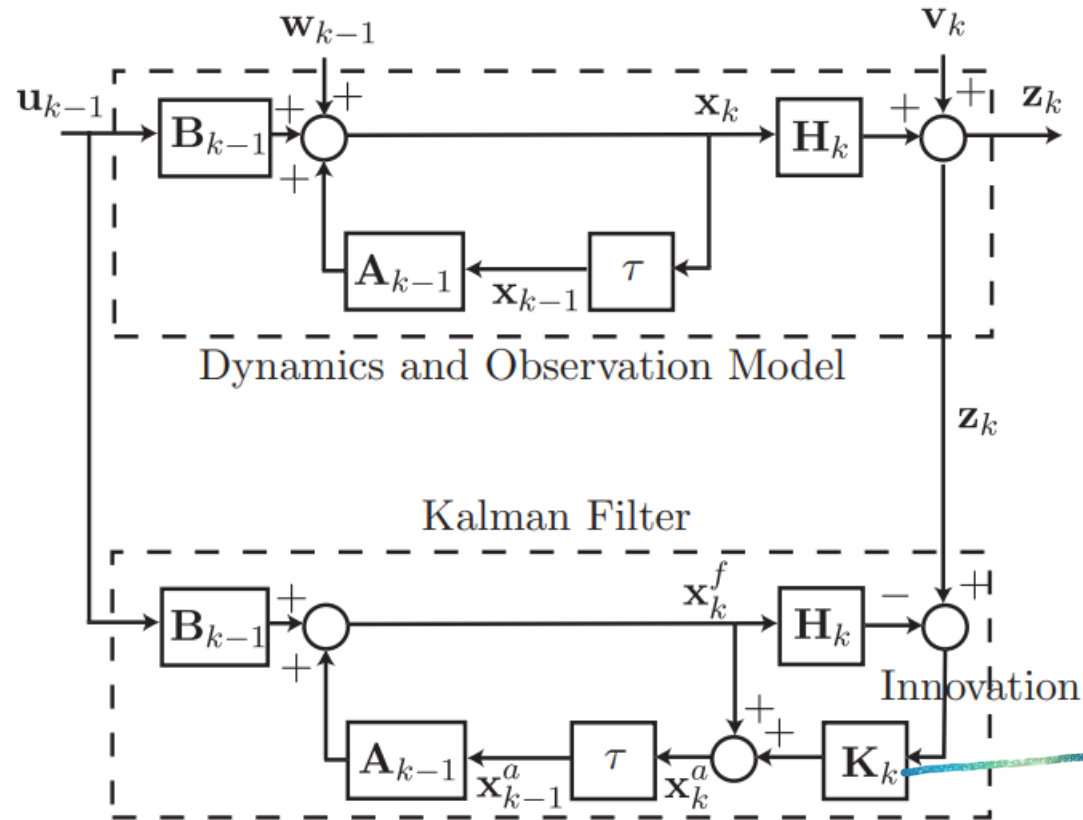 w_{k−1}
v_k
u_{k−1}
+
+
+
+
x_k
z_k
B_{k−1}
H_k
+
A_{k−1}
x_{k−1}
τ
Dynamics and Observation Model
z_k
Kalman Filter
x_k^f
+
−
+
B_{k−1}
H_k
+
Innovation
+
+
A_{k−1}
τ
K_k
x_{k−1}^a
x_k^a